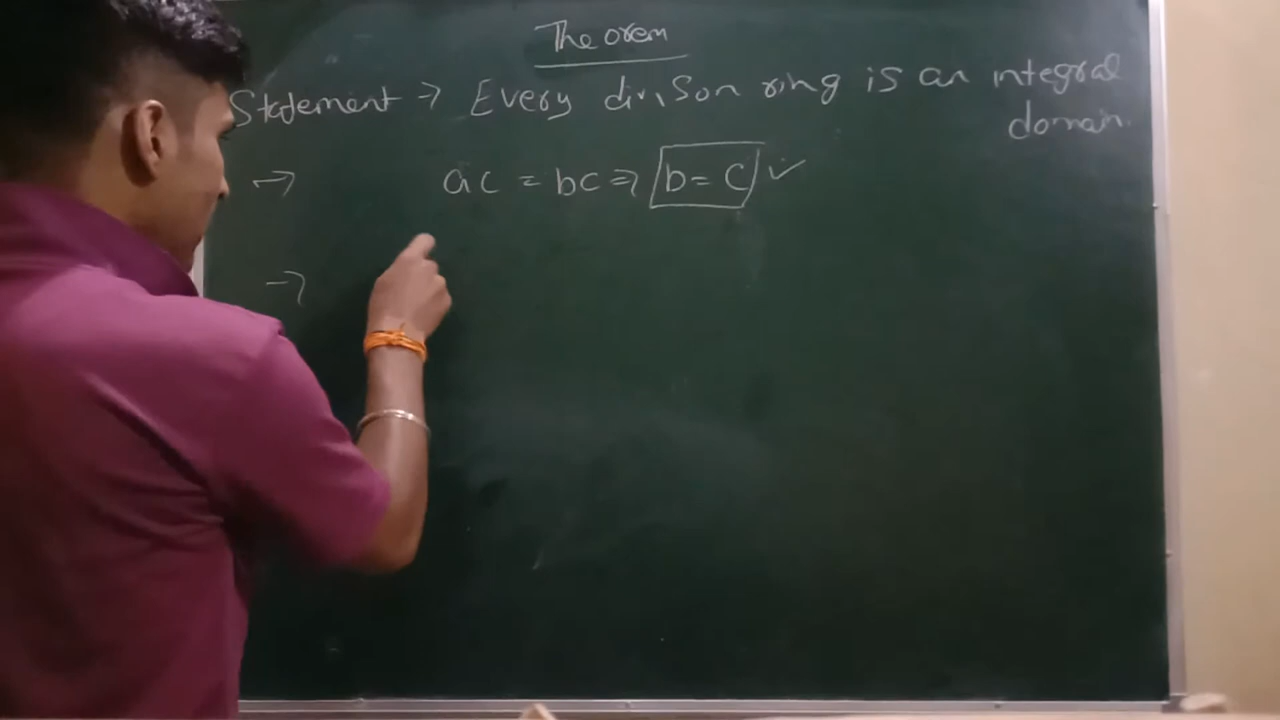 Theorem
Statement → Every divison ring is an integral
domain.
→ ac = bc ⇒ b = c ✓
→